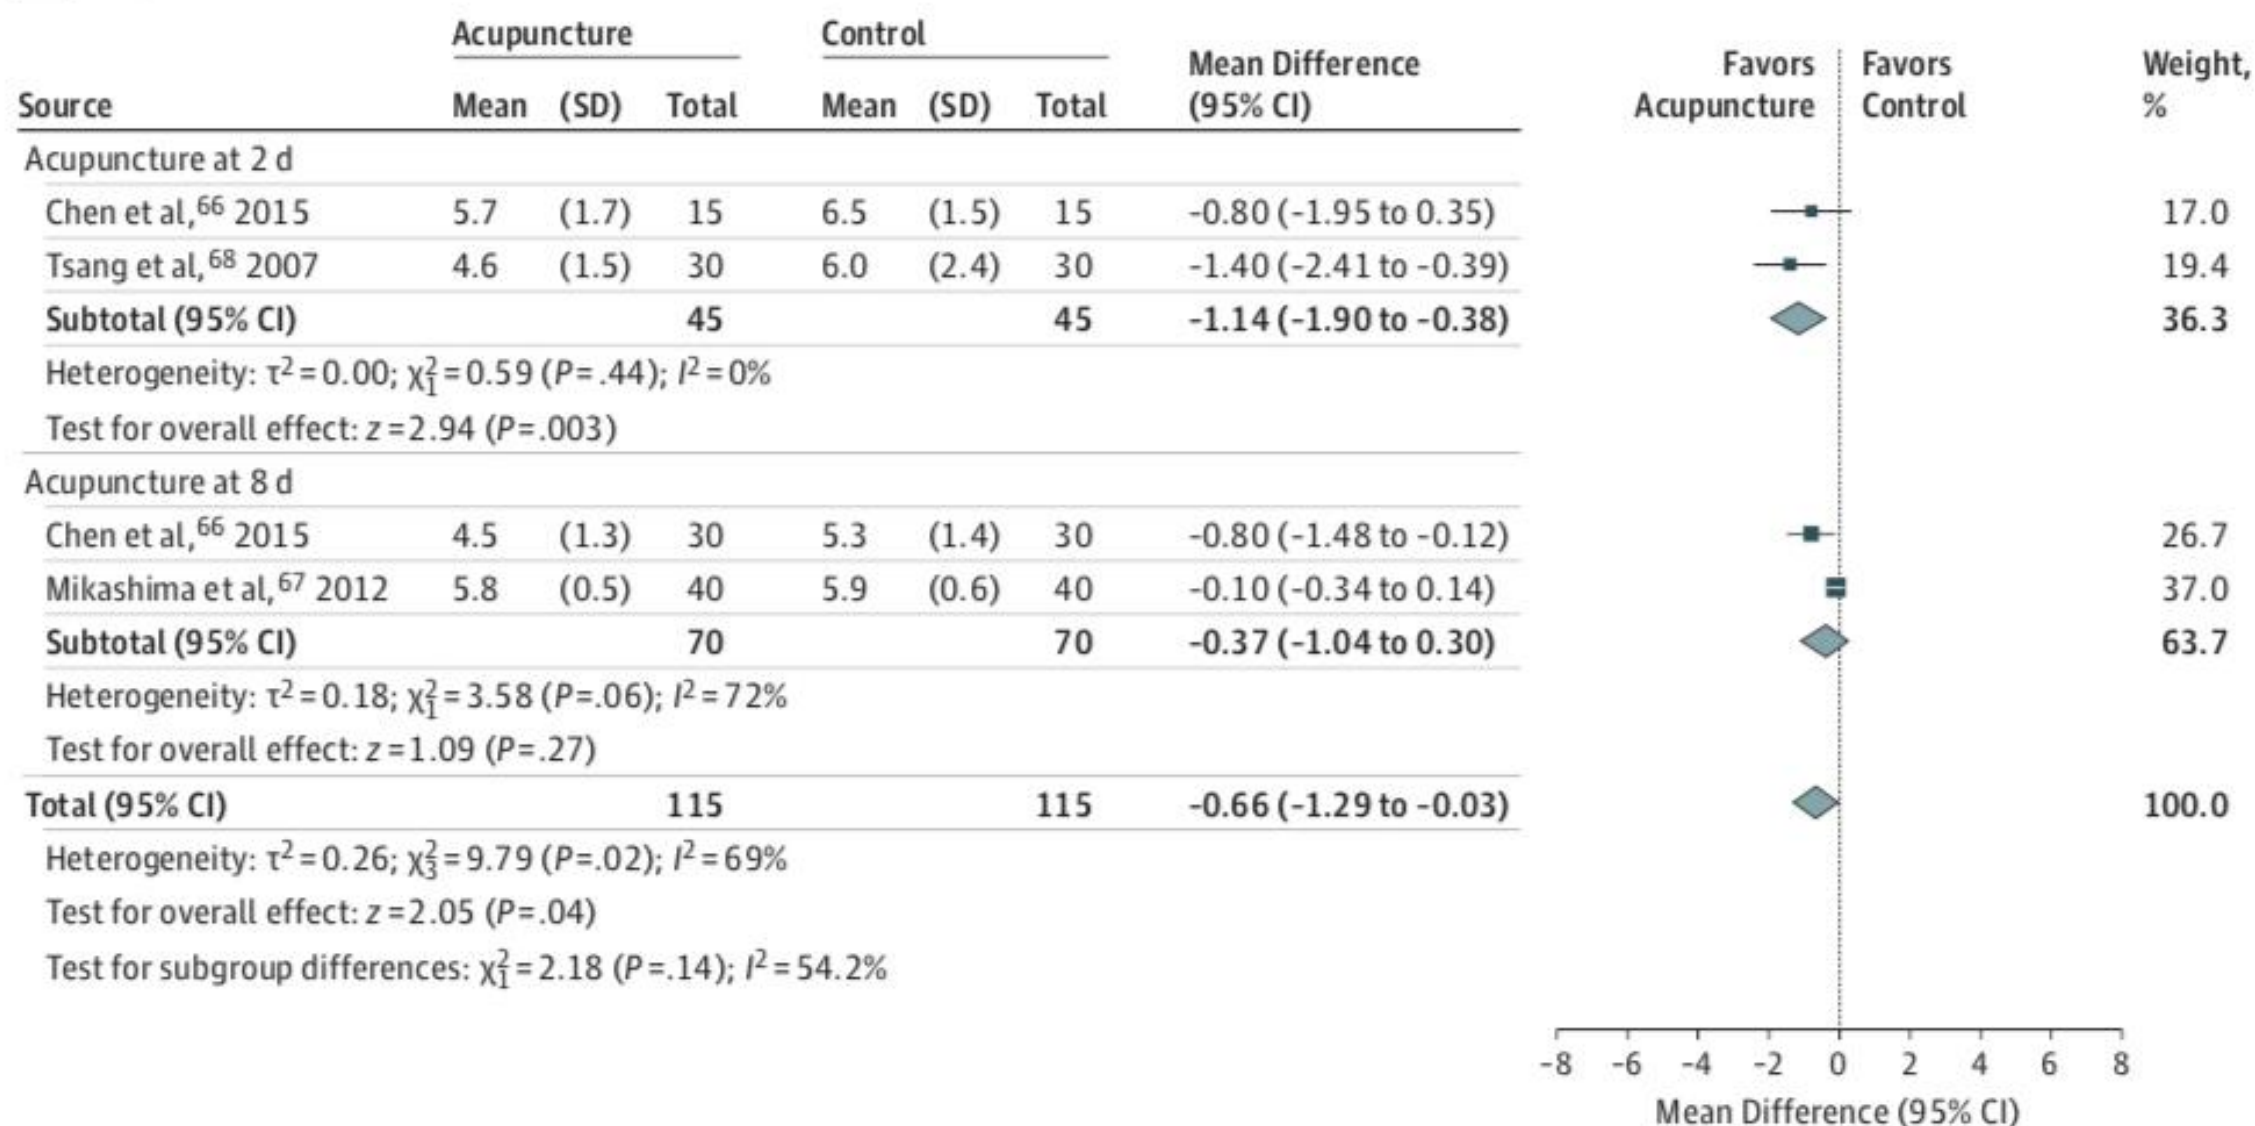 Acupuncture Control
Mean Difference Favors Favors Weight,
Source Mean (SD) Total Mean (SD) Total (95% CI) Acupuncture Control %
Acupuncture at 2 d
Chen et al,66 2015 5.7 (1.7) 15 6.5 (1.5) 15 -0.80 (-1.95 to 0.35) 17.0
Tsang et al,68 2007 4.6 (1.5) 30 6.0 (2.4) 30 -1.40 (-2.41 to -0.39) 19.4
Subtotal (95% CI) 45 45 -1.14 (-1.90 to -0.38) 36.3
Heterogeneity: τ2=0.00; χ21=0.59 (P=.44); I2=0%
Test for overall effect: z=2.94 (P=.003)
Acupuncture at 8 d
Chen et al,66 2015 4.5 (1.3) 30 5.3 (1.4) 30 -0.80 (-1.48 to -0.12) 26.7
Mikashima et al,67 2012 5.8 (0.5) 40 5.9 (0.6) 40 -0.10 (-0.34 to 0.14) 37.0
Subtotal (95% CI) 70 70 -0.37 (-1.04 to 0.30) 63.7
Heterogeneity: τ2=0.18; χ21=3.58 (P=.06); I2=72%
Test for overall effect: z=1.09 (P=.27)
Total (95% CI) 115 115 -0.66 (-1.29 to -0.03) 100.0
Heterogeneity: τ2=0.26; χ23=9.79 (P=.02); I2=69%
Test for overall effect: z=2.05 (P=.04)
Test for subgroup differences: χ21=2.18 (P=.14); I2=54.2%
-8 -6 -4 -2 0 2 4 6 8
Mean Difference (95% CI)